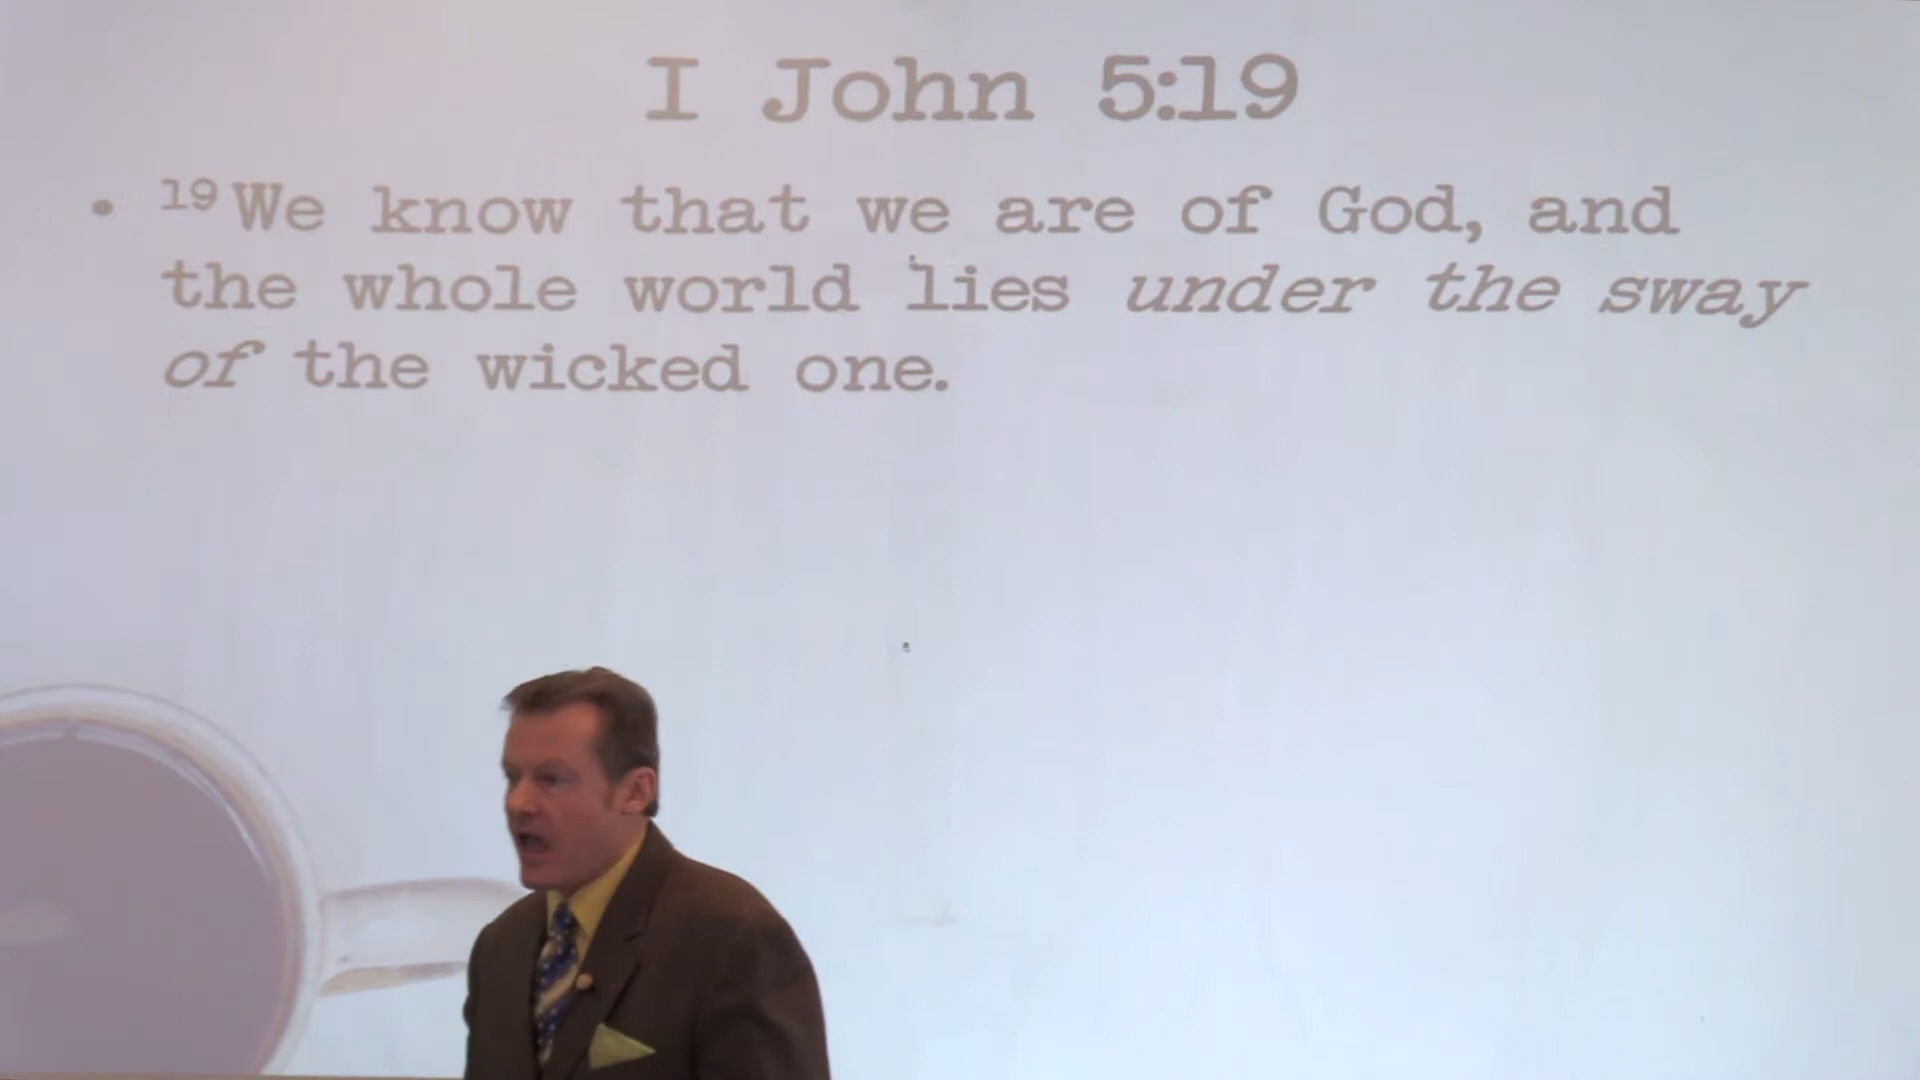 I John 5:19
• 19 We know that we are of God, and
the whole world lies under the sway
of the wicked one.